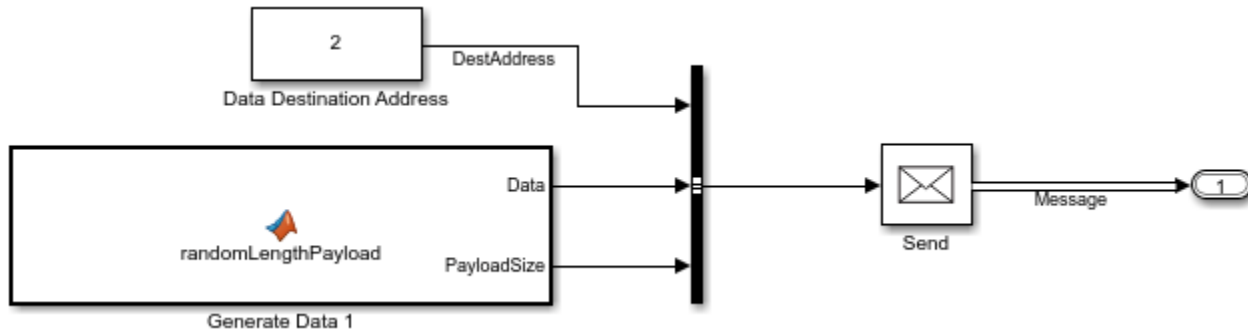 2
DestAddress
Data Destination Address
Data
randomLengthPayload
PayloadSize
Generate Data 1
Send
Message
1